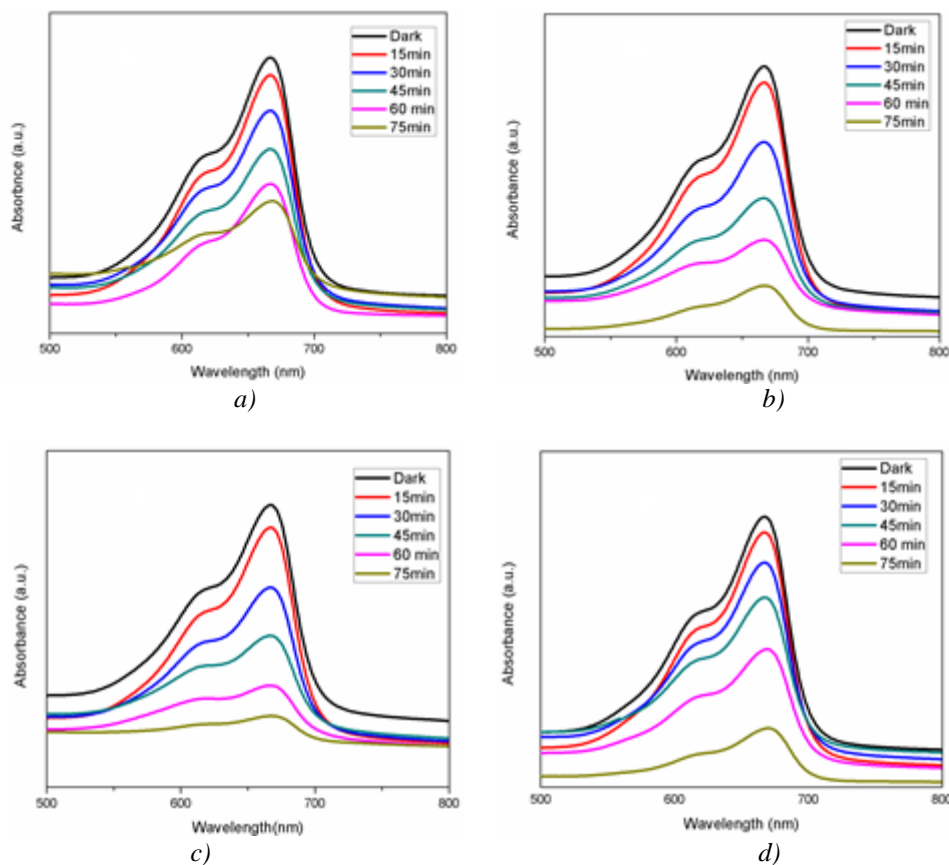 Absorbnce (a.u.)
Dark
15min
30min
45min
60 min
75min
500
600
700
800
Wavelength (nm)
a)
Absorbance (a.u.)
Dark
15min
30min
45min
60 min
75min
500
600
700
800
Wavelength (nm)
b)
Absorbance (a.u.)
Dark
15min
30min
45min
60 min
75min
500
600
700
800
Wavelength(nm)
c)
Absorbance (a.u.)
Dark
15min
30min
45min
60 min
75min
500
600
700
800
Wavelength (nm)
d)